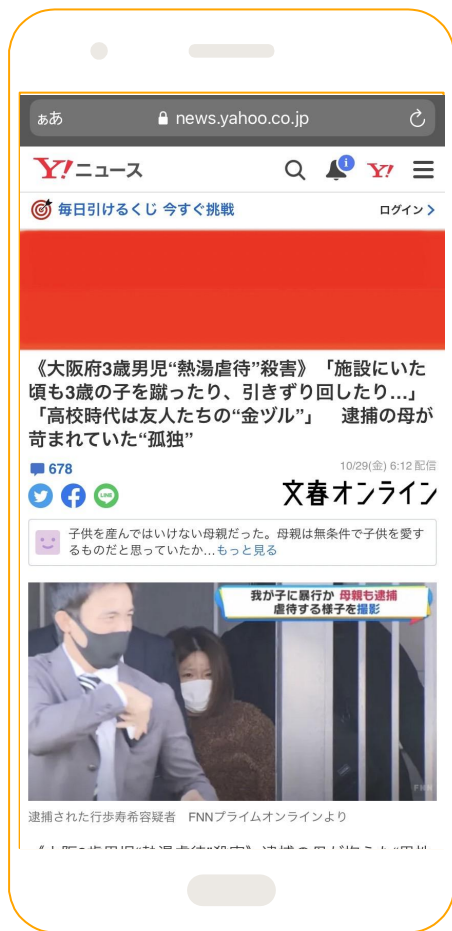 ぁあ news.yahoo.co.jp
Y!ニュース
i
Y!
毎日引けるくじ 今すぐ挑戦 ログイン
《大阪府3歳男児“熱湯虐待”殺害》「施設にいた
頃も3歳の子を蹴ったり、引きずり回したり…」
「高校時代は友人たちの“金ヅル”」 逮捕の母が
苛まれていた“孤独”
678
10/29(金) 6:12 配信
LINE
文春オンライン
子供を産んではいけない母親だった。母親は無条件で子供を愛す
るものだと思っていたか…もっと見る
我が子に暴行か 母親も逮捕
虐待する様子を撮影
逮捕された行歩寿希容疑者 FNNプライムオンラインより